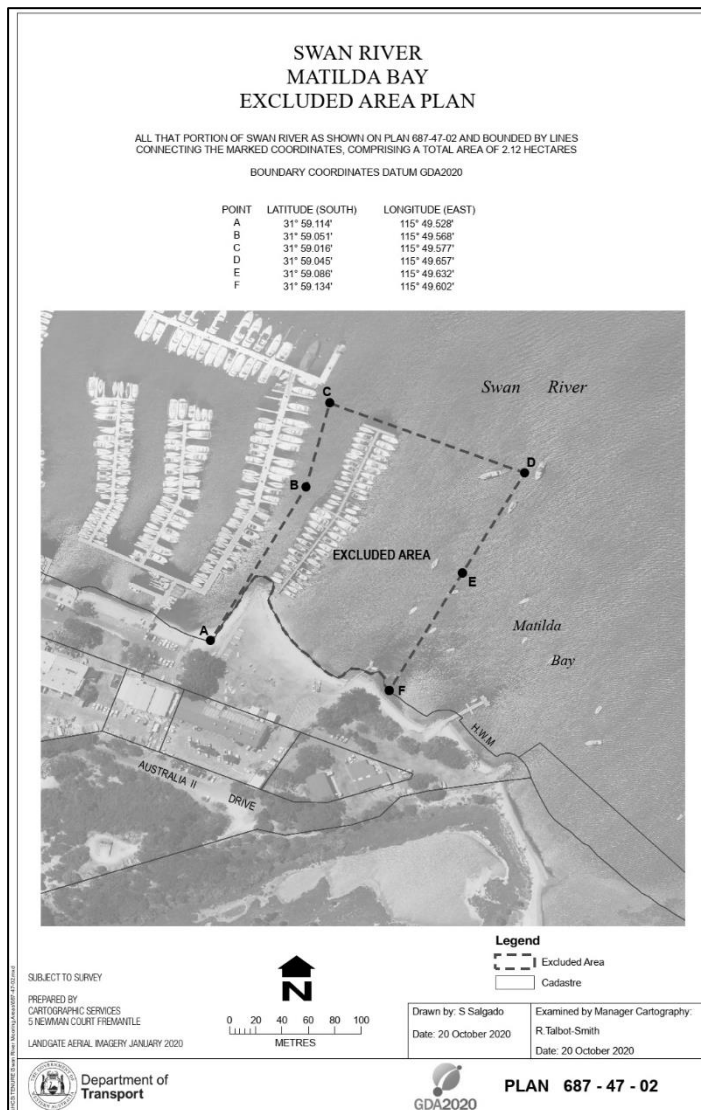 SWAN RIVER
MATILDA BAY
EXCLUDED AREA PLAN
ALL THAT PORTION OF SWAN RIVER AS SHOWN ON PLAN 687-47-02 AND BOUNDED BY LINES
CONNECTING THE MARKED COORDINATES, COMPRISING A TOTAL AREA OF 2.12 HECTARES
BOUNDARY COORDINATES DATUM GDA2020
POINT LATITUDE (SOUTH) LONGITUDE (EAST)
A 31° 59.114' 115° 49.528'
B 31° 59.051' 115° 49.568'
C 31° 59.016' 115° 49.577'
D 31° 59.045' 115° 49.657'
E 31° 59.086' 115° 49.632'
F 31° 59.134' 115° 49.602'
C
Swan River
D
B
EXCLUDED AREA
E
A
Matilda
Bay
F
H.W.M
AUSTRALIA II
DRIVE
Legend
Excluded Area
Cadastre
SUBJECT TO SURVEY
PREPARED BY
CARTOGRAPHIC SERVICES
5 NEWMAN COURT FREMANTLE
LANDGATE AERIAL IMAGERY JANUARY 2020
N
0 20 40 60 80 100
METRES
Drawn by: S Salgado
Date: 20 October 2020
Examined by Manager Cartography:
R.Talbot-Smith
Date: 20 October 2020
Department of
Transport
GDA2020
PLAN 687 - 47 - 02